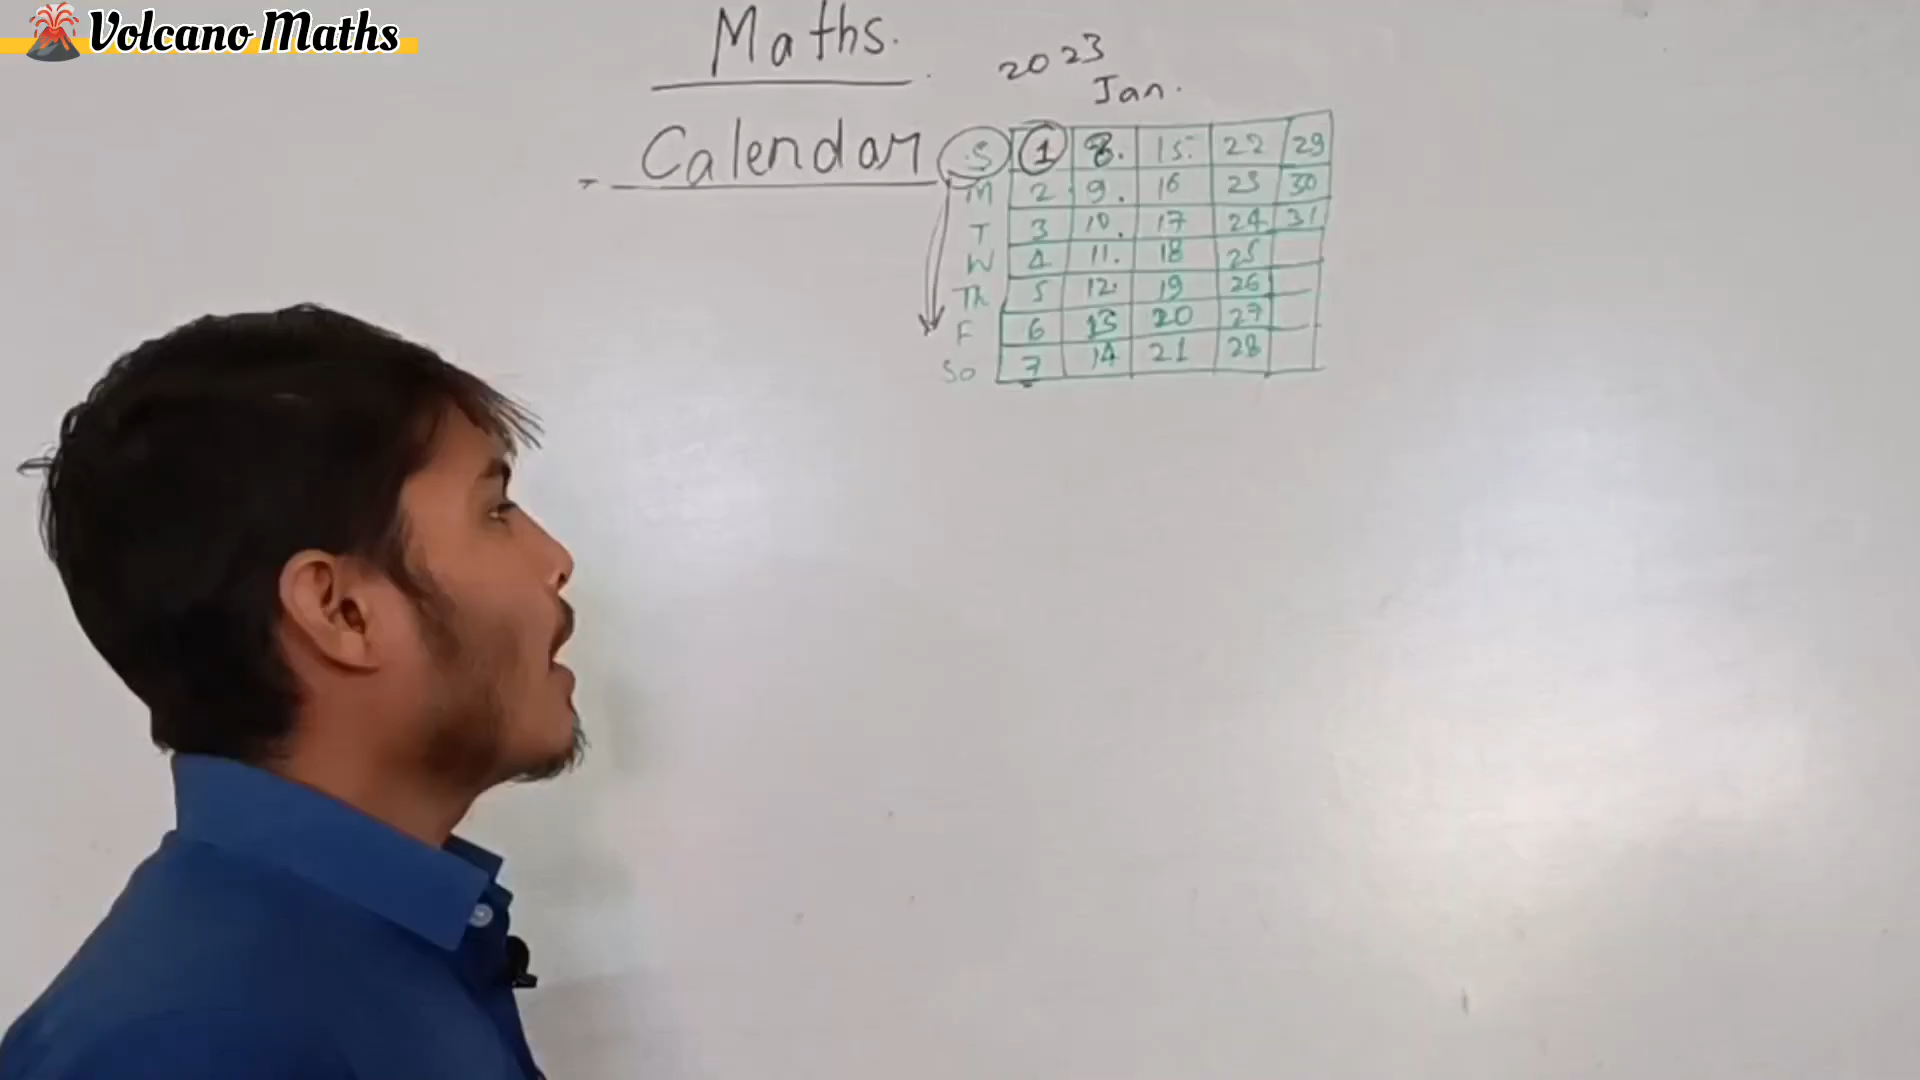 Volcano Maths
Maths.
2023
Jan.
Calendar
S 1 8. 15. 22 29
M 2 9. 16 23 30
T 3 10. 17 24 31
W 4 11. 18 25
Th 5 12. 19 26
F 6 13 20 27
Sa 7 14 21 28